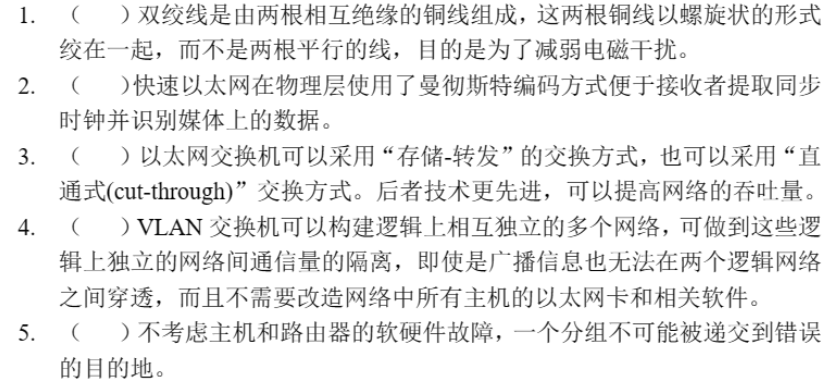 1. （ ）双绞线是由两根相互绝缘的铜线组成，这两根铜线以螺旋状的形式
绞在一起，而不是两根平行的线，目的是为了减弱电磁干扰。
2. （ ）快速以太网在物理层使用了曼彻斯特编码方式便于接收者提取同步
时钟并识别媒体上的数据。
3. （ ）以太网交换机可以采用“存储-转发”的交换方式，也可以采用“直
通式(cut-through)”交换方式。后者技术更先进，可以提高网络的吞吐量。
4. （ ）VLAN 交换机可以构建逻辑上相互独立的多个网络，可做到这些逻
辑上独立的网络间通信量的隔离，即使是广播信息也无法在两个逻辑网络
之间穿透，而且不需要改造网络中所有主机的以太网卡和相关软件。
5. （ ）不考虑主机和路由器的软硬件故障，一个分组不可能被递交到错误
的目的地。